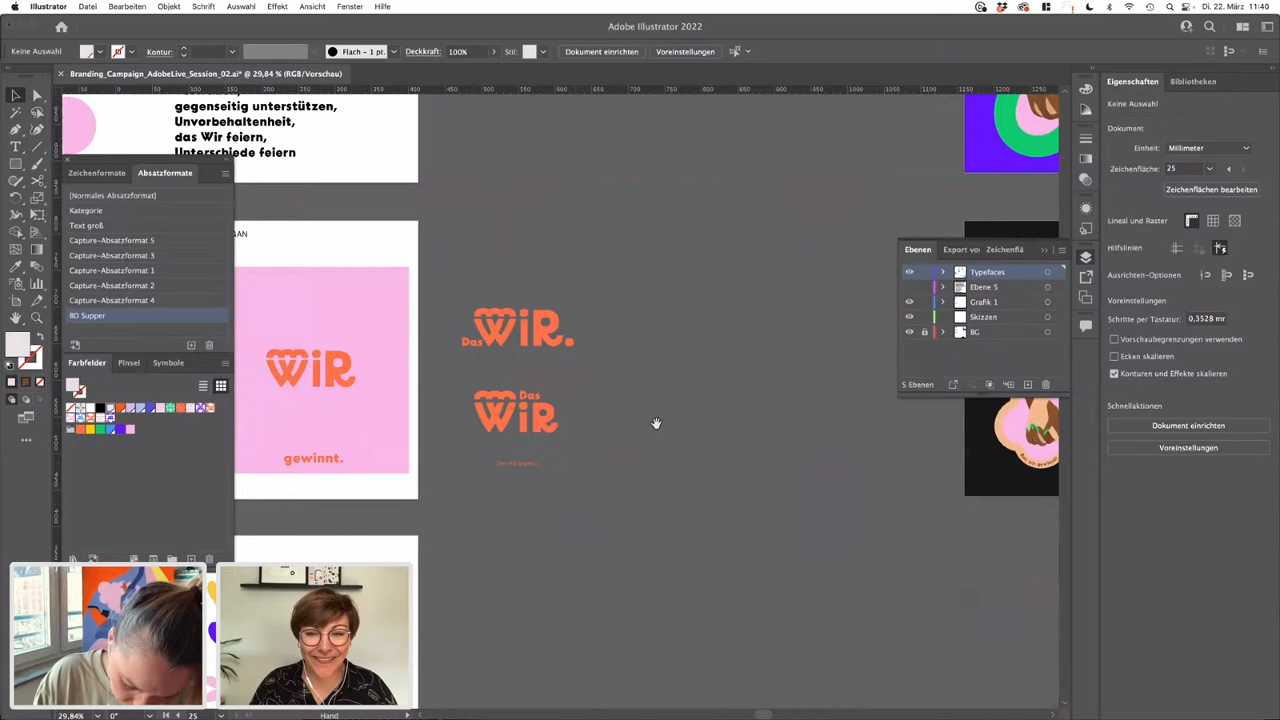 Illustrator Datei Bearbeiten Objekt Schrift Auswahl Effekt Ansicht Fenster Hilfe Di. 22. März 11:40
Adobe Illustrator 2022
Keine Auswahl Kontur: Flach - 1 pt. Deckkraft: 100% Stil: Dokument einrichten Voreinstellungen
Branding_Campaign_AdobeLive_Session_02.ai* @ 29,84 % (RGB/Vorschau)
Eigenschaften Bibliotheken
Keine Auswahl
Dokument
Einheit: Millimeter
Zeichenfläche: 25
Zeichenflächen bearbeiten
Lineal und Raster
Hilfslinien
Ausrichten-Optionen
Voreinstellungen
Schritte per Tastatur: 0,3528 mr
Vorschaubegrenzungen verwenden
Ecken skalieren
Konturen und Effekte skalieren
Schnellaktionen
Dokument einrichten
Voreinstellungen
gegenseitig unterstützen,
Unvorbehaltenheit,
das Wir feiern,
Unterschiede feiern
Zeichenformate Absatzformate
[Normales Absatzformat]
Kategorie
Text groß
Capture-Absatzformat 5
Capture-Absatzformat 3
Capture-Absatzformat 1
Capture-Absatzformat 2
Capture-Absatzformat 4
BD Supper
Farbfelder Pinsel Symbole
GAN
WiR
gewinnt.
Das WiR.
Das
WiR
Ebenen Export vor Zeichenflä
Typefaces
Ebene 5
Grafik 1
Skizzen
BG
5 Ebenen
29,84% 0° 25 Hand